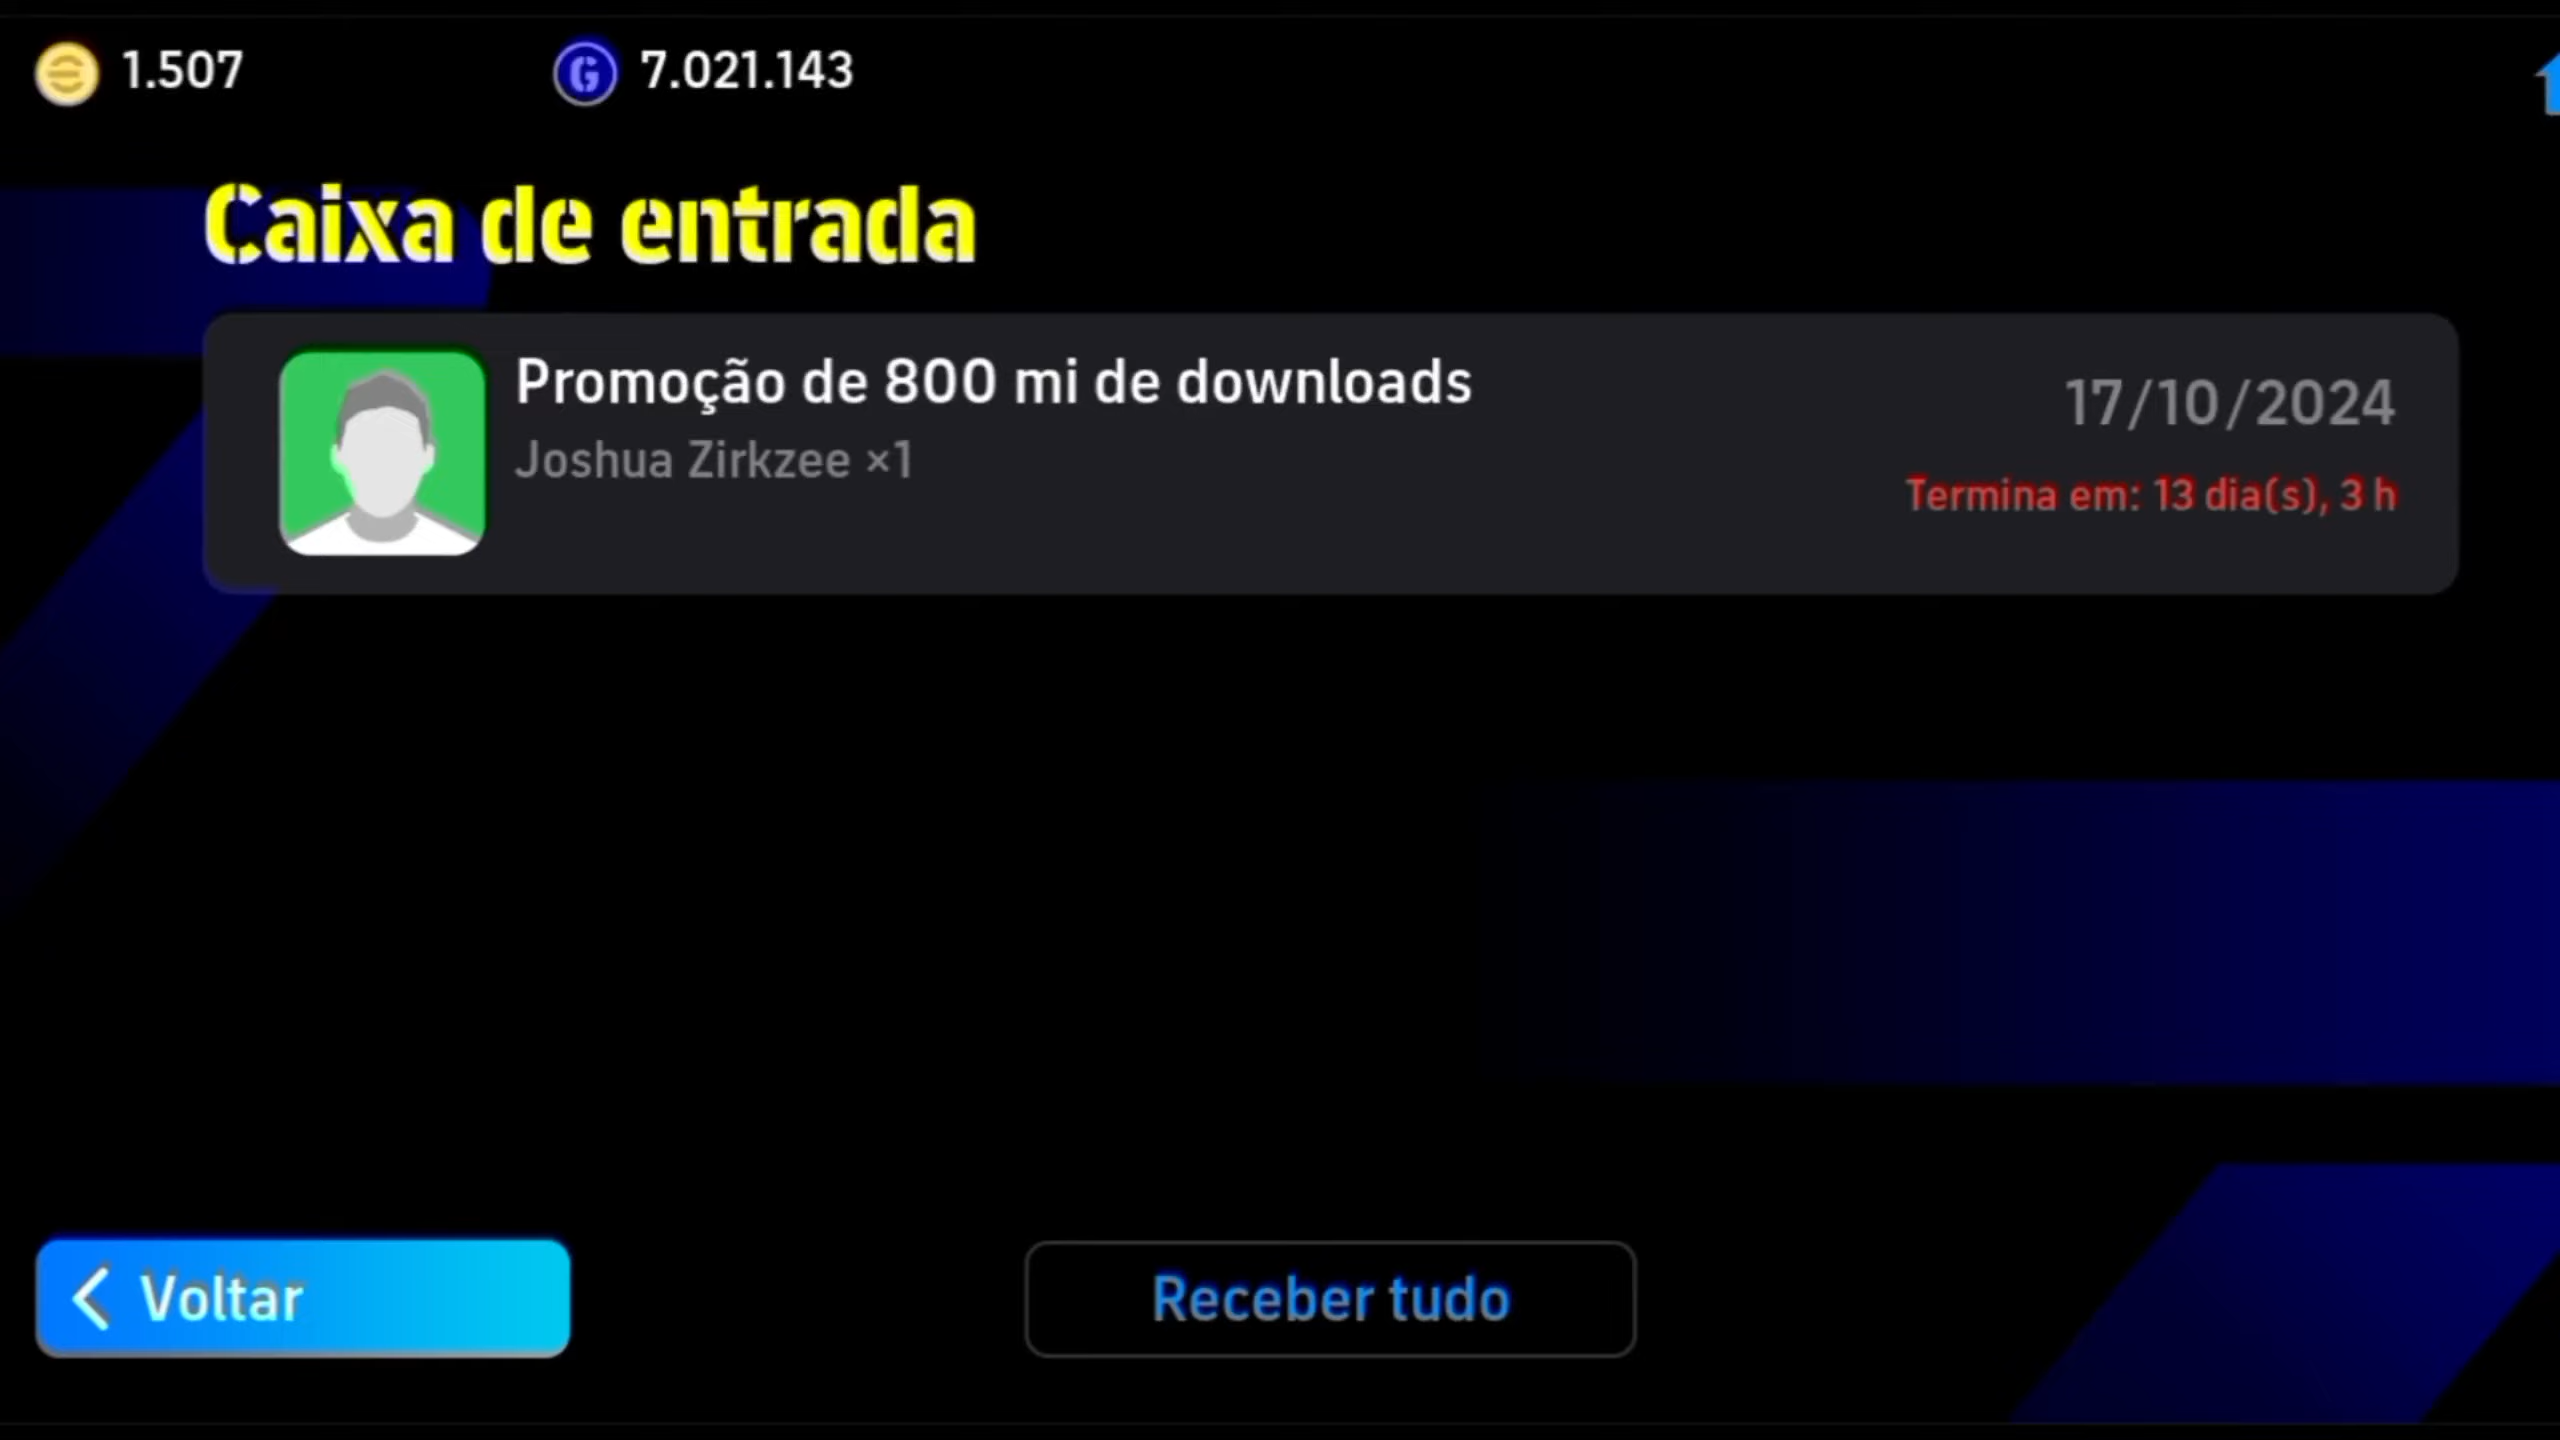 1.507
7.021.143
Caixa de entrada
Promoção de 800 mi de downloads
Joshua Zirkzee ×1
17/10/2024
Termina em: 13 dia(s), 3 h
Voltar
Receber tudo